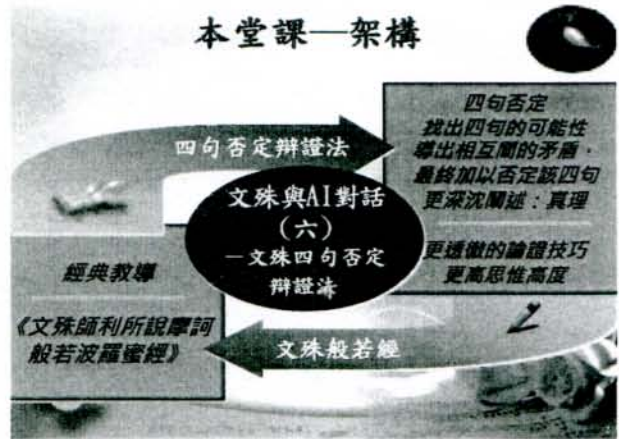 本堂課—架構
四句否定辯證法
四句否定
找出四句的可能性
導出相互間的矛盾，
最終加以否定該四句
更深沈闡述：真理
更透徹的論證技巧
更高思惟高度
文殊與AI對話
（六）
—文殊四句否定
辯證法
經典教導
《文殊師利所說摩訶
般若波羅蜜經》
文殊般若經